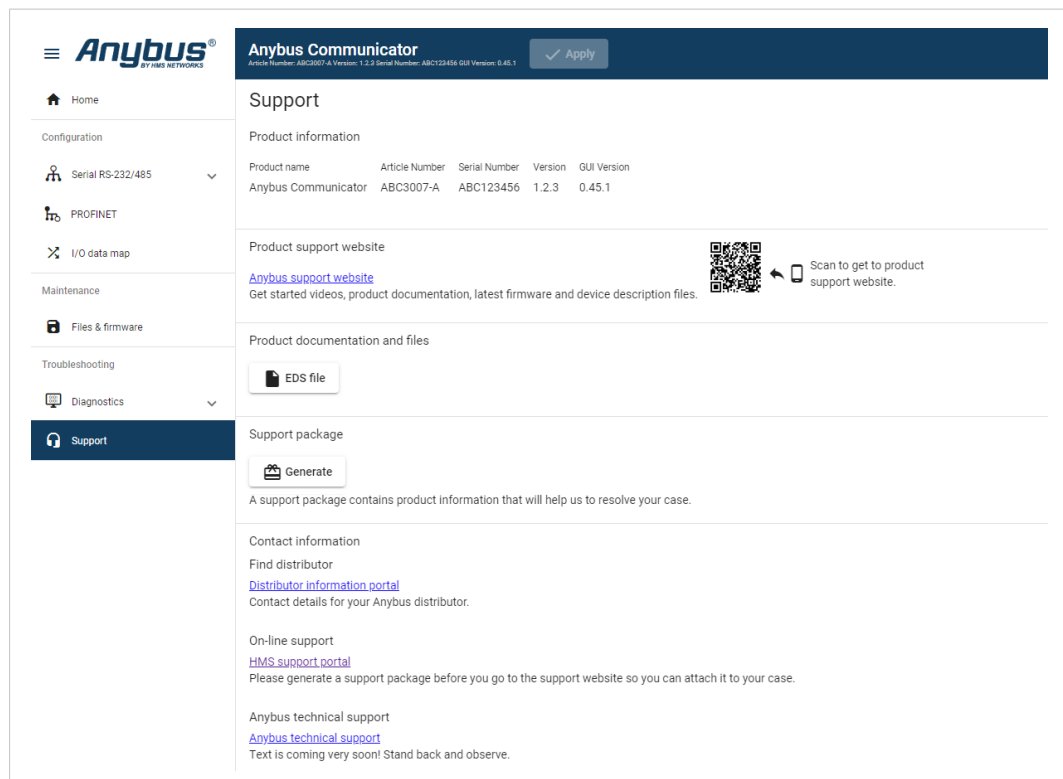 Anybus®
BY HMS NETWORKS
Anybus Communicator
Article Number: ABC3007-A Version: 1.2.3 Serial Number: ABC123456 GUI Version: 0.45.1
Apply
Home
Configuration
Serial RS-232/485
PROFINET
I/O data map
Maintenance
Files & firmware
Troubleshooting
Diagnostics
Support
Support
Product information
Product name Article Number Serial Number Version GUI Version
Anybus Communicator ABC3007-A ABC123456 1.2.3 0.45.1
Product support website
Anybus support website
Get started videos, product documentation, latest firmware and device description files.
Scan to get to product
support website.
Product documentation and files
EDS file
Support package
Generate
A support package contains product information that will help us to resolve your case.
Contact information
Find distributor
Distributor information portal
Contact details for your Anybus distributor.
On-line support
HMS support portal
Please generate a support package before you go to the support website so you can attach it to your case.
Anybus technical support
Anybus technical support
Text is coming very soon! Stand back and observe.